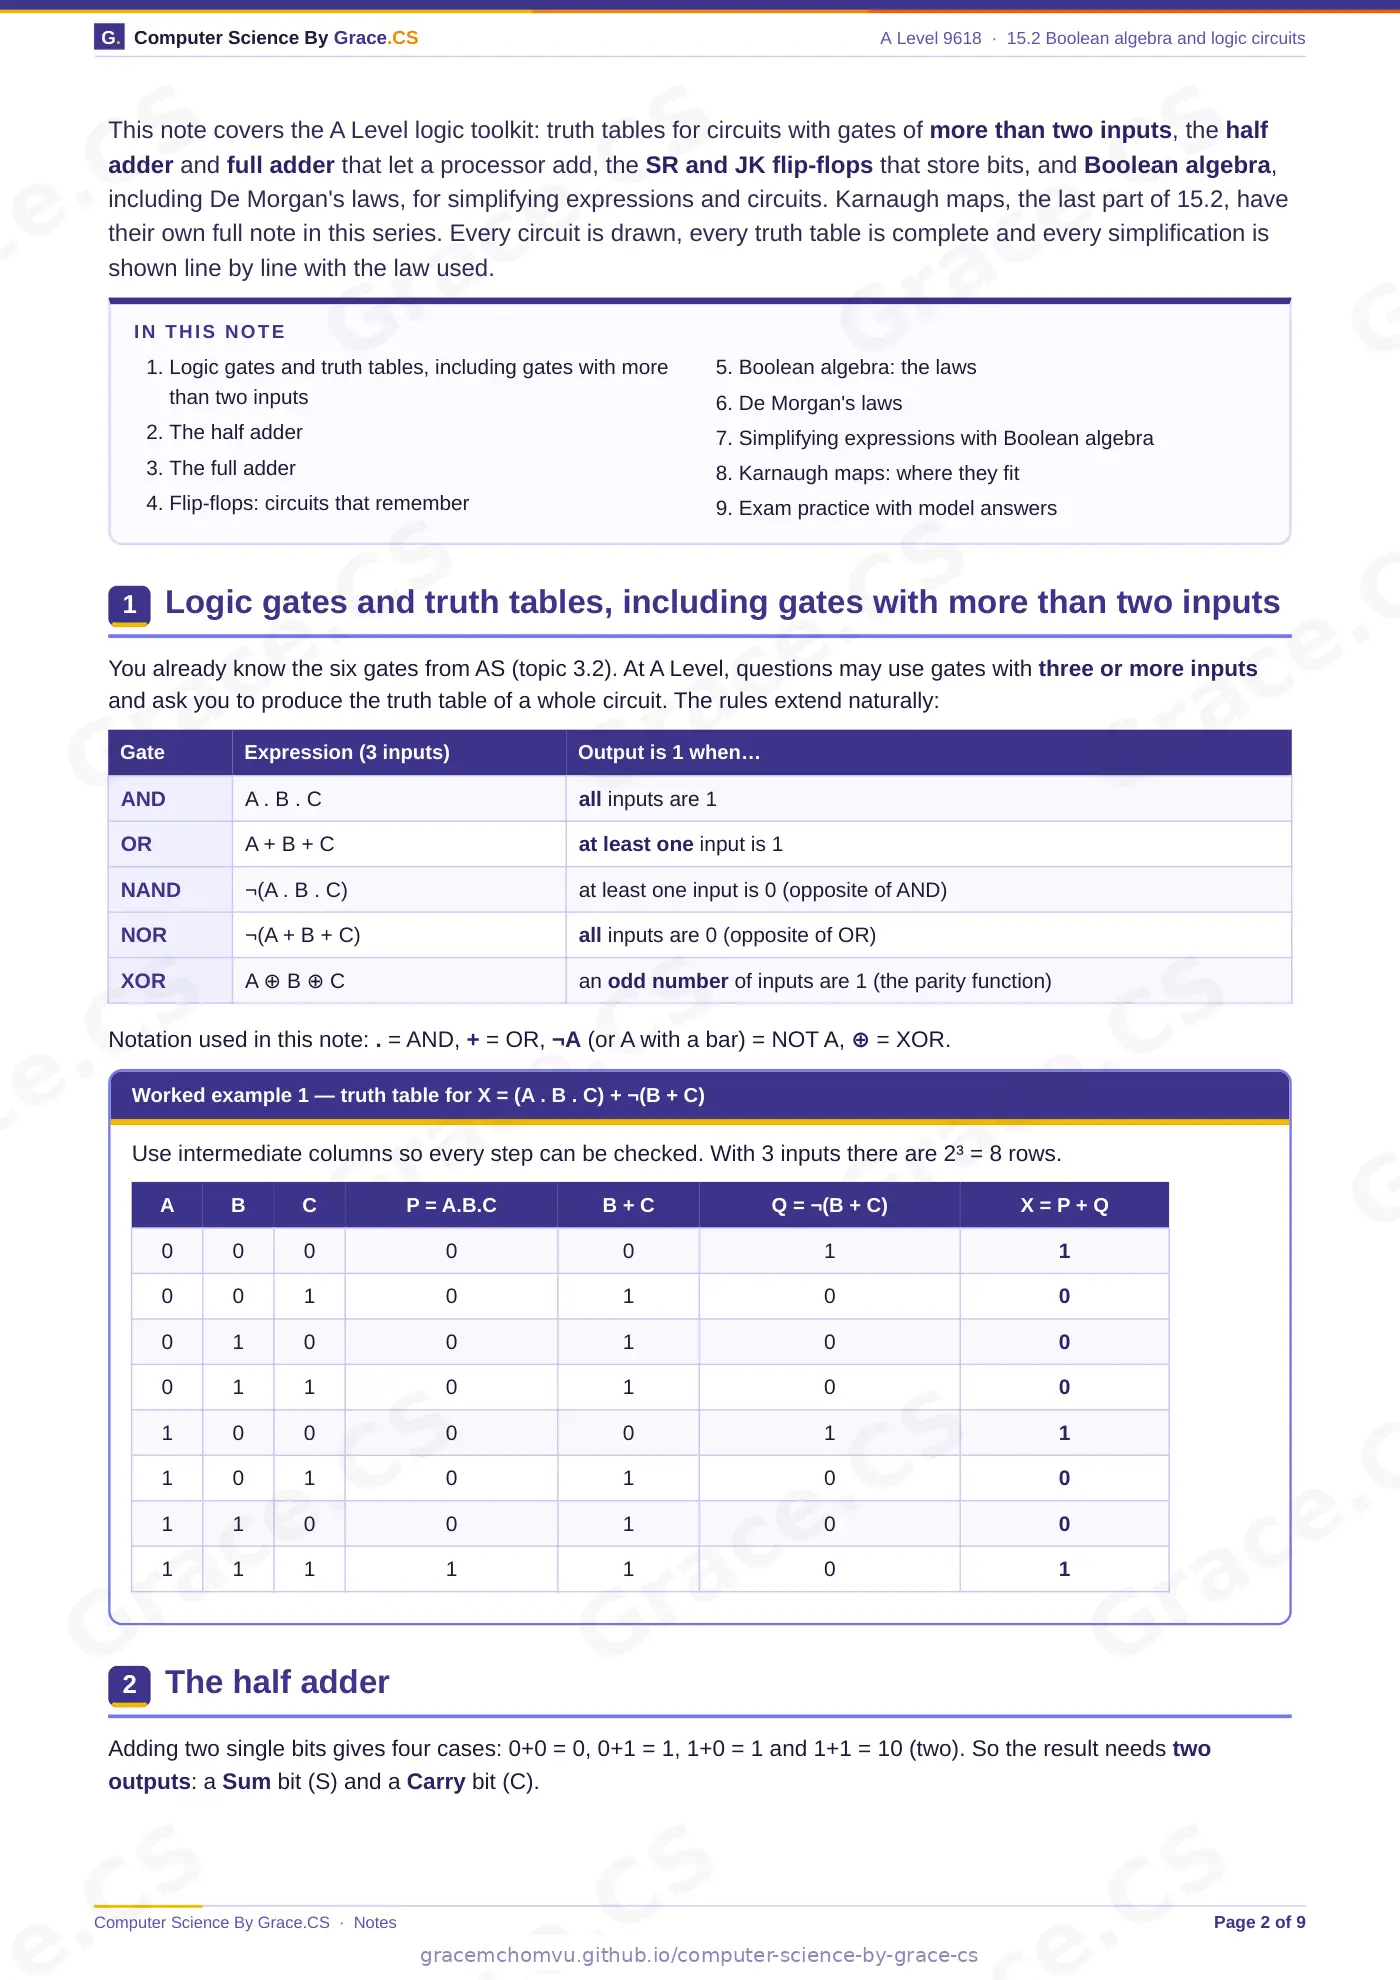 G. Computer Science By Grace.CS
A Level 9618 · 15.2 Boolean algebra and logic circuits
This note covers the A Level logic toolkit: truth tables for circuits with gates of more than two inputs, the half
adder and full adder that let a processor add, the SR and JK flip-flops that store bits, and Boolean algebra,
including De Morgan's laws, for simplifying expressions and circuits. Karnaugh maps, the last part of 15.2, have
their own full note in this series. Every circuit is drawn, every truth table is complete and every simplification is
shown line by line with the law used.
IN THIS NOTE
1. Logic gates and truth tables, including gates with more
than two inputs
2. The half adder
3. The full adder
4. Flip-flops: circuits that remember
5. Boolean algebra: the laws
6. De Morgan's laws
7. Simplifying expressions with Boolean algebra
8. Karnaugh maps: where they fit
9. Exam practice with model answers
1 Logic gates and truth tables, including gates with more than two inputs
You already know the six gates from AS (topic 3.2). At A Level, questions may use gates with three or more inputs
and ask you to produce the truth table of a whole circuit. The rules extend naturally:
Gate Expression (3 inputs) Output is 1 when…
AND A . B . C all inputs are 1
OR A + B + C at least one input is 1
NAND ¬(A . B . C) at least one input is 0 (opposite of AND)
NOR ¬(A + B + C) all inputs are 0 (opposite of OR)
XOR A ⊕ B ⊕ C an odd number of inputs are 1 (the parity function)
Notation used in this note: . = AND, + = OR, ¬A (or A with a bar) = NOT A, ⊕ = XOR.
Worked example 1 — truth table for X = (A . B . C) + ¬(B + C)
Use intermediate columns so every step can be checked. With 3 inputs there are 2³ = 8 rows.
A B C P = A.B.C B + C Q = ¬(B + C) X = P + Q
0 0 0 0 0 1 1
0 0 1 0 1 0 0
0 1 0 0 1 0 0
0 1 1 0 1 0 0
1 0 0 0 0 1 1
1 0 1 0 1 0 0
1 1 0 0 1 0 0
1 1 1 1 1 0 1
2 The half adder
Adding two single bits gives four cases: 0+0 = 0, 0+1 = 1, 1+0 = 1 and 1+1 = 10 (two). So the result needs two
outputs: a Sum bit (S) and a Carry bit (C).
Computer Science By Grace.CS · Notes
Page 2 of 9
gracemchomvu.github.io/computer-science-by-grace-cs